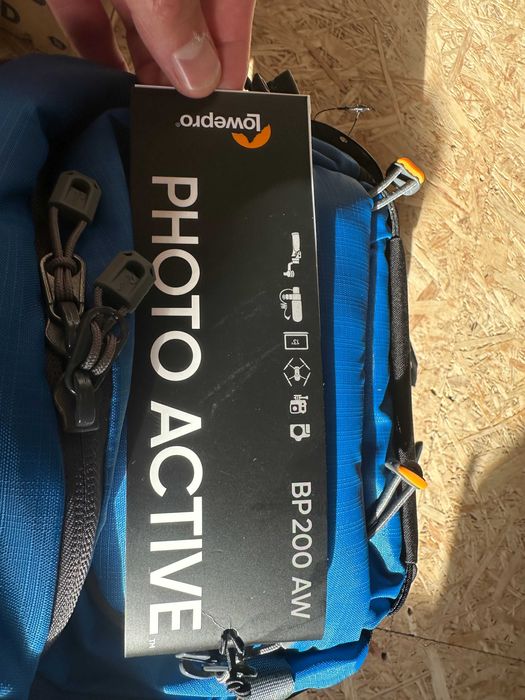 Lowepro®
PHOTO ACTIVE™
13"
BP200 AW